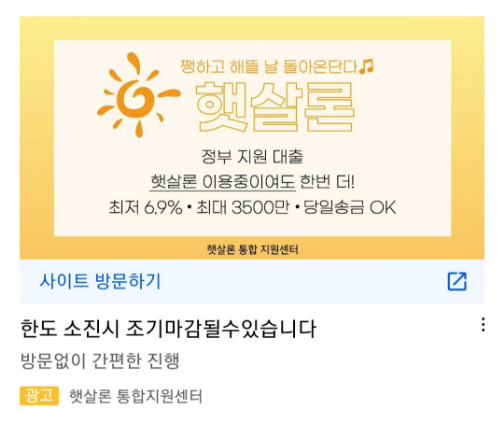 쨍하고 해뜰 날 돌아온단다🎵
햇살론
정부 지원 대출
햇살론 이용중이여도 한번 더!
최저 6.9% • 최대 3500만 • 당일송금 OK
햇살론 통합 지원센터
사이트 방문하기
한도 소진시 조기마감될수있습니다
방문없이 간편한 진행
광고 햇살론 통합지원센터